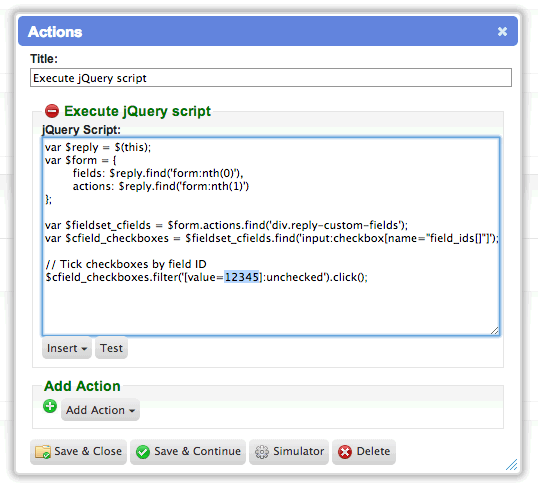 Actions
Title:
Execute jQuery script
Execute jQuery script
jQuery Script:
var $reply = $(this);
var $form = {
        fields: $reply.find('form:nth(0)'),
        actions: $reply.find('form:nth(1)')
};

var $fieldset_cfields = $form.actions.find('div.reply-custom-fields');
var $cfield_checkboxes = $fieldset_cfields.find('input:checkbox[name="field_ids[]"]');

// Tick checkboxes by field ID
$cfield_checkboxes.filter('[value=12345]:unchecked').click();
Insert Test
Add Action
Add Action
Save & Close Save & Continue Simulator Delete